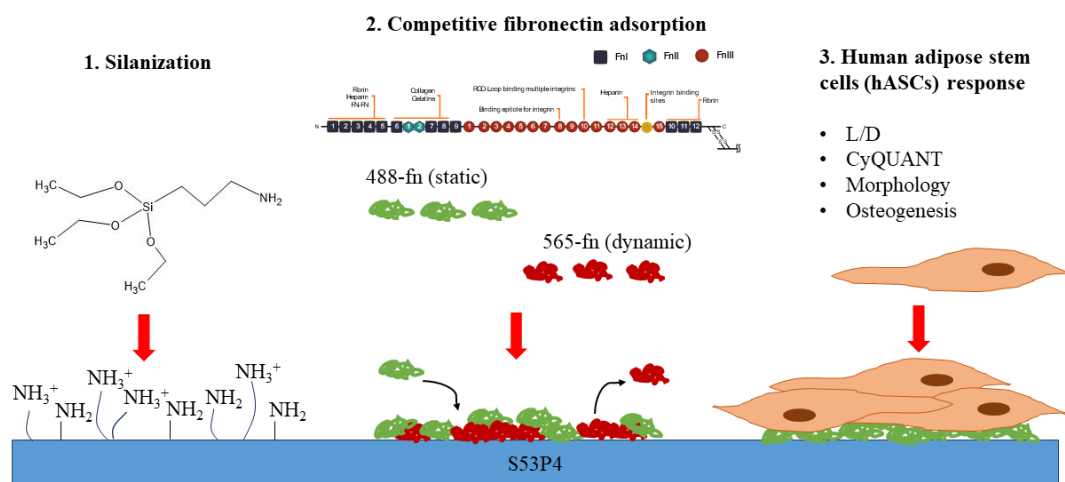 2. Competitive fibronectin adsorption
1. Silanization
3. Human adipose stem
cells (hASCs) response
FnI
FnII
FnIII
Fibrin
Heparin
FN-FN
Collagen
Gelatine
RGD-Loop binding multiple integrins
Binding epitote for integrin
Heparin
Integrin binding
sites
Fibrin
N
1 2 3 4 5 6 1 2 7 8 9 1 2 3 4 5 6 7 8 9 10 11 12 13 14 15 10 11 12
C
488-fn (static)
565-fn (dynamic)
• L/D
• CyQUANT
• Morphology
• Osteogenesis
H₃C
O
Si
NH₂
H₃C
O
O
H₃C
NH₃⁺
NH₂
NH₃⁺
NH₃⁺
NH₂
NH₂
NH₃⁺
NH₂
S53P4